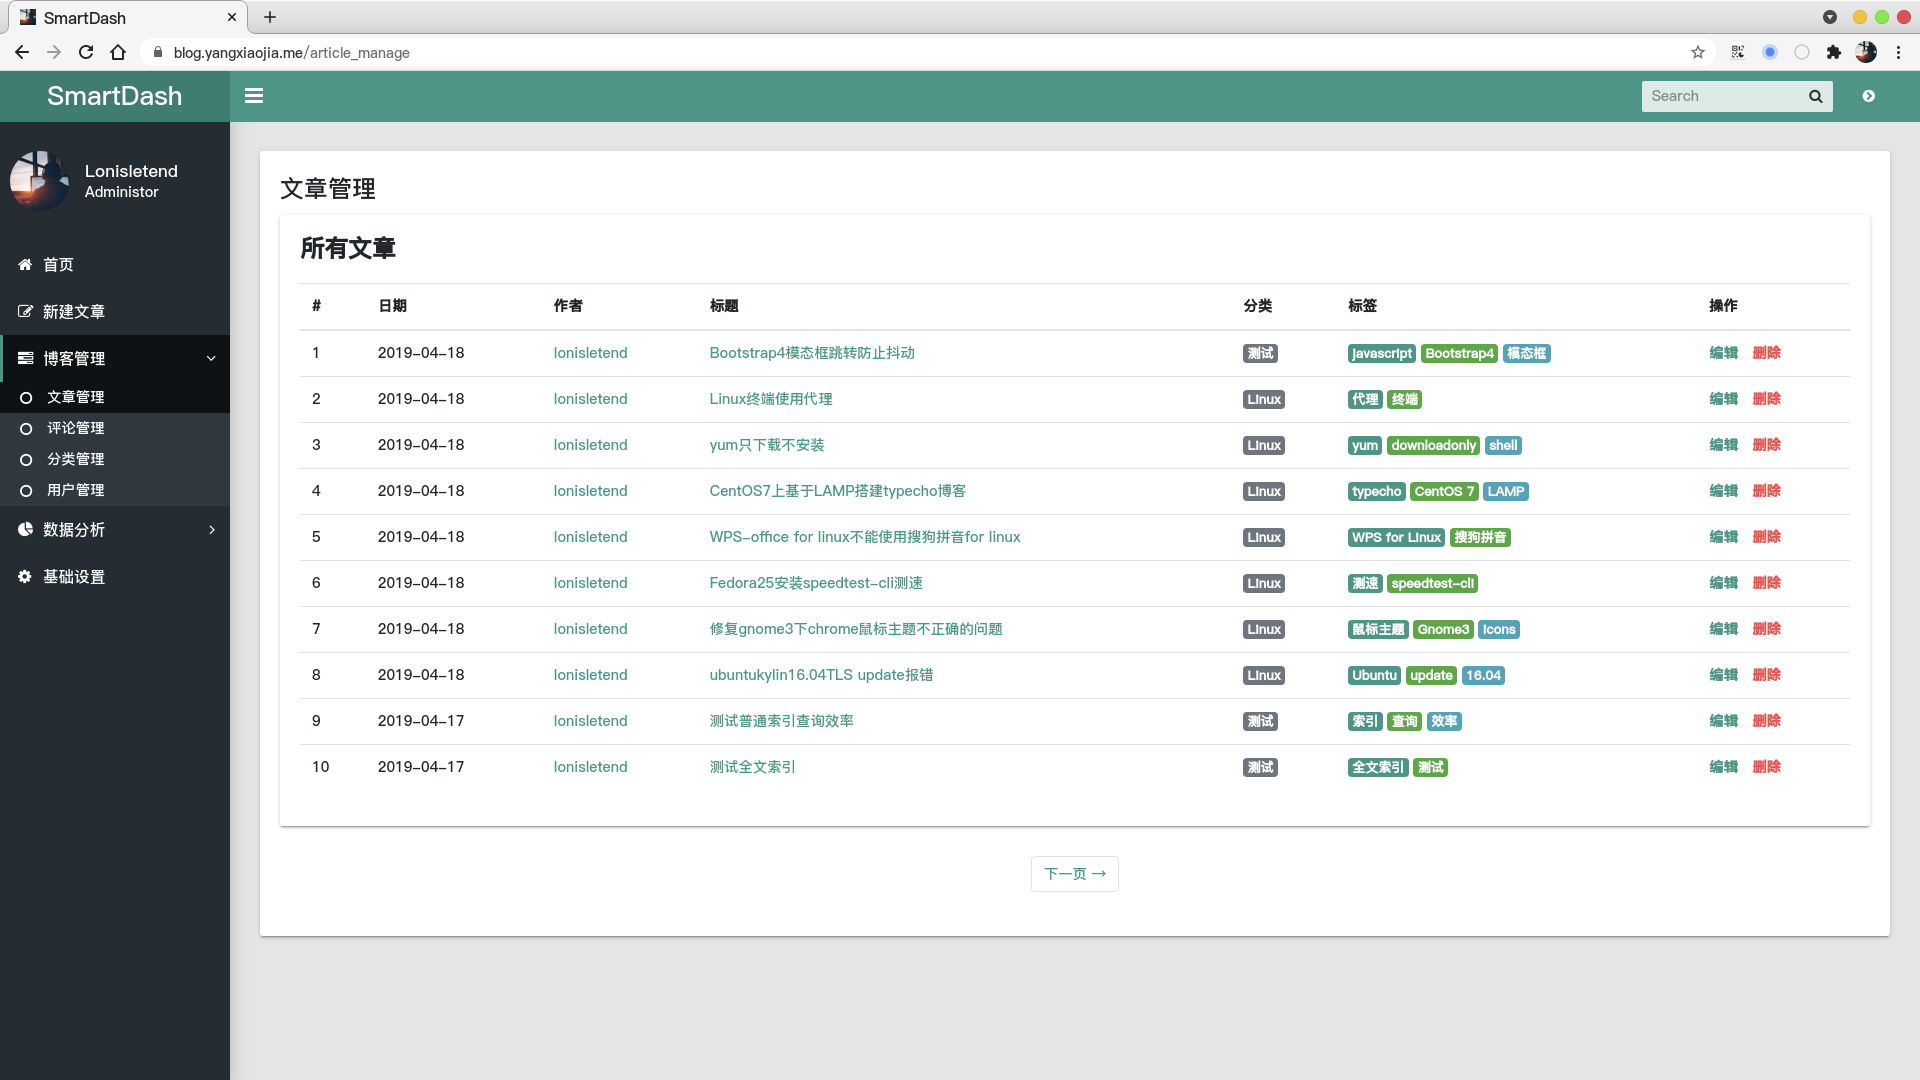 SmartDash
blog.yangxiaojia.me/article_manage
SmartDash
Search
Lonisletend
Administor
首页
新建文章
博客管理
文章管理
评论管理
分类管理
用户管理
数据分析
基础设置
文章管理
所有文章
# 日期 作者 标题 分类 标签 操作
1 2019-04-18 lonisletend Bootstrap4模态框跳转防止抖动 测试 javascript Bootstrap4 模态框 编辑 删除
2 2019-04-18 lonisletend Linux终端使用代理 Linux 代理 终端 编辑 删除
3 2019-04-18 lonisletend yum只下载不安装 Linux yum downloadonly shell 编辑 删除
4 2019-04-18 lonisletend CentOS7上基于LAMP搭建typecho博客 Linux typecho CentOS 7 LAMP 编辑 删除
5 2019-04-18 lonisletend WPS-office for linux不能使用搜狗拼音for linux Linux WPS for Linux 搜狗拼音 编辑 删除
6 2019-04-18 lonisletend Fedora25安装speedtest-cli测速 Linux 测速 speedtest-cli 编辑 删除
7 2019-04-18 lonisletend 修复gnome3下chrome鼠标主题不正确的问题 Linux 鼠标主题 Gnome3 icons 编辑 删除
8 2019-04-18 lonisletend ubuntukylin16.04TLS update报错 Linux Ubuntu update 16.04 编辑 删除
9 2019-04-17 lonisletend 测试普通索引查询效率 测试 索引 查询 效率 编辑 删除
10 2019-04-17 lonisletend 测试全文索引 测试 全文索引 测试 编辑 删除
下一页 →